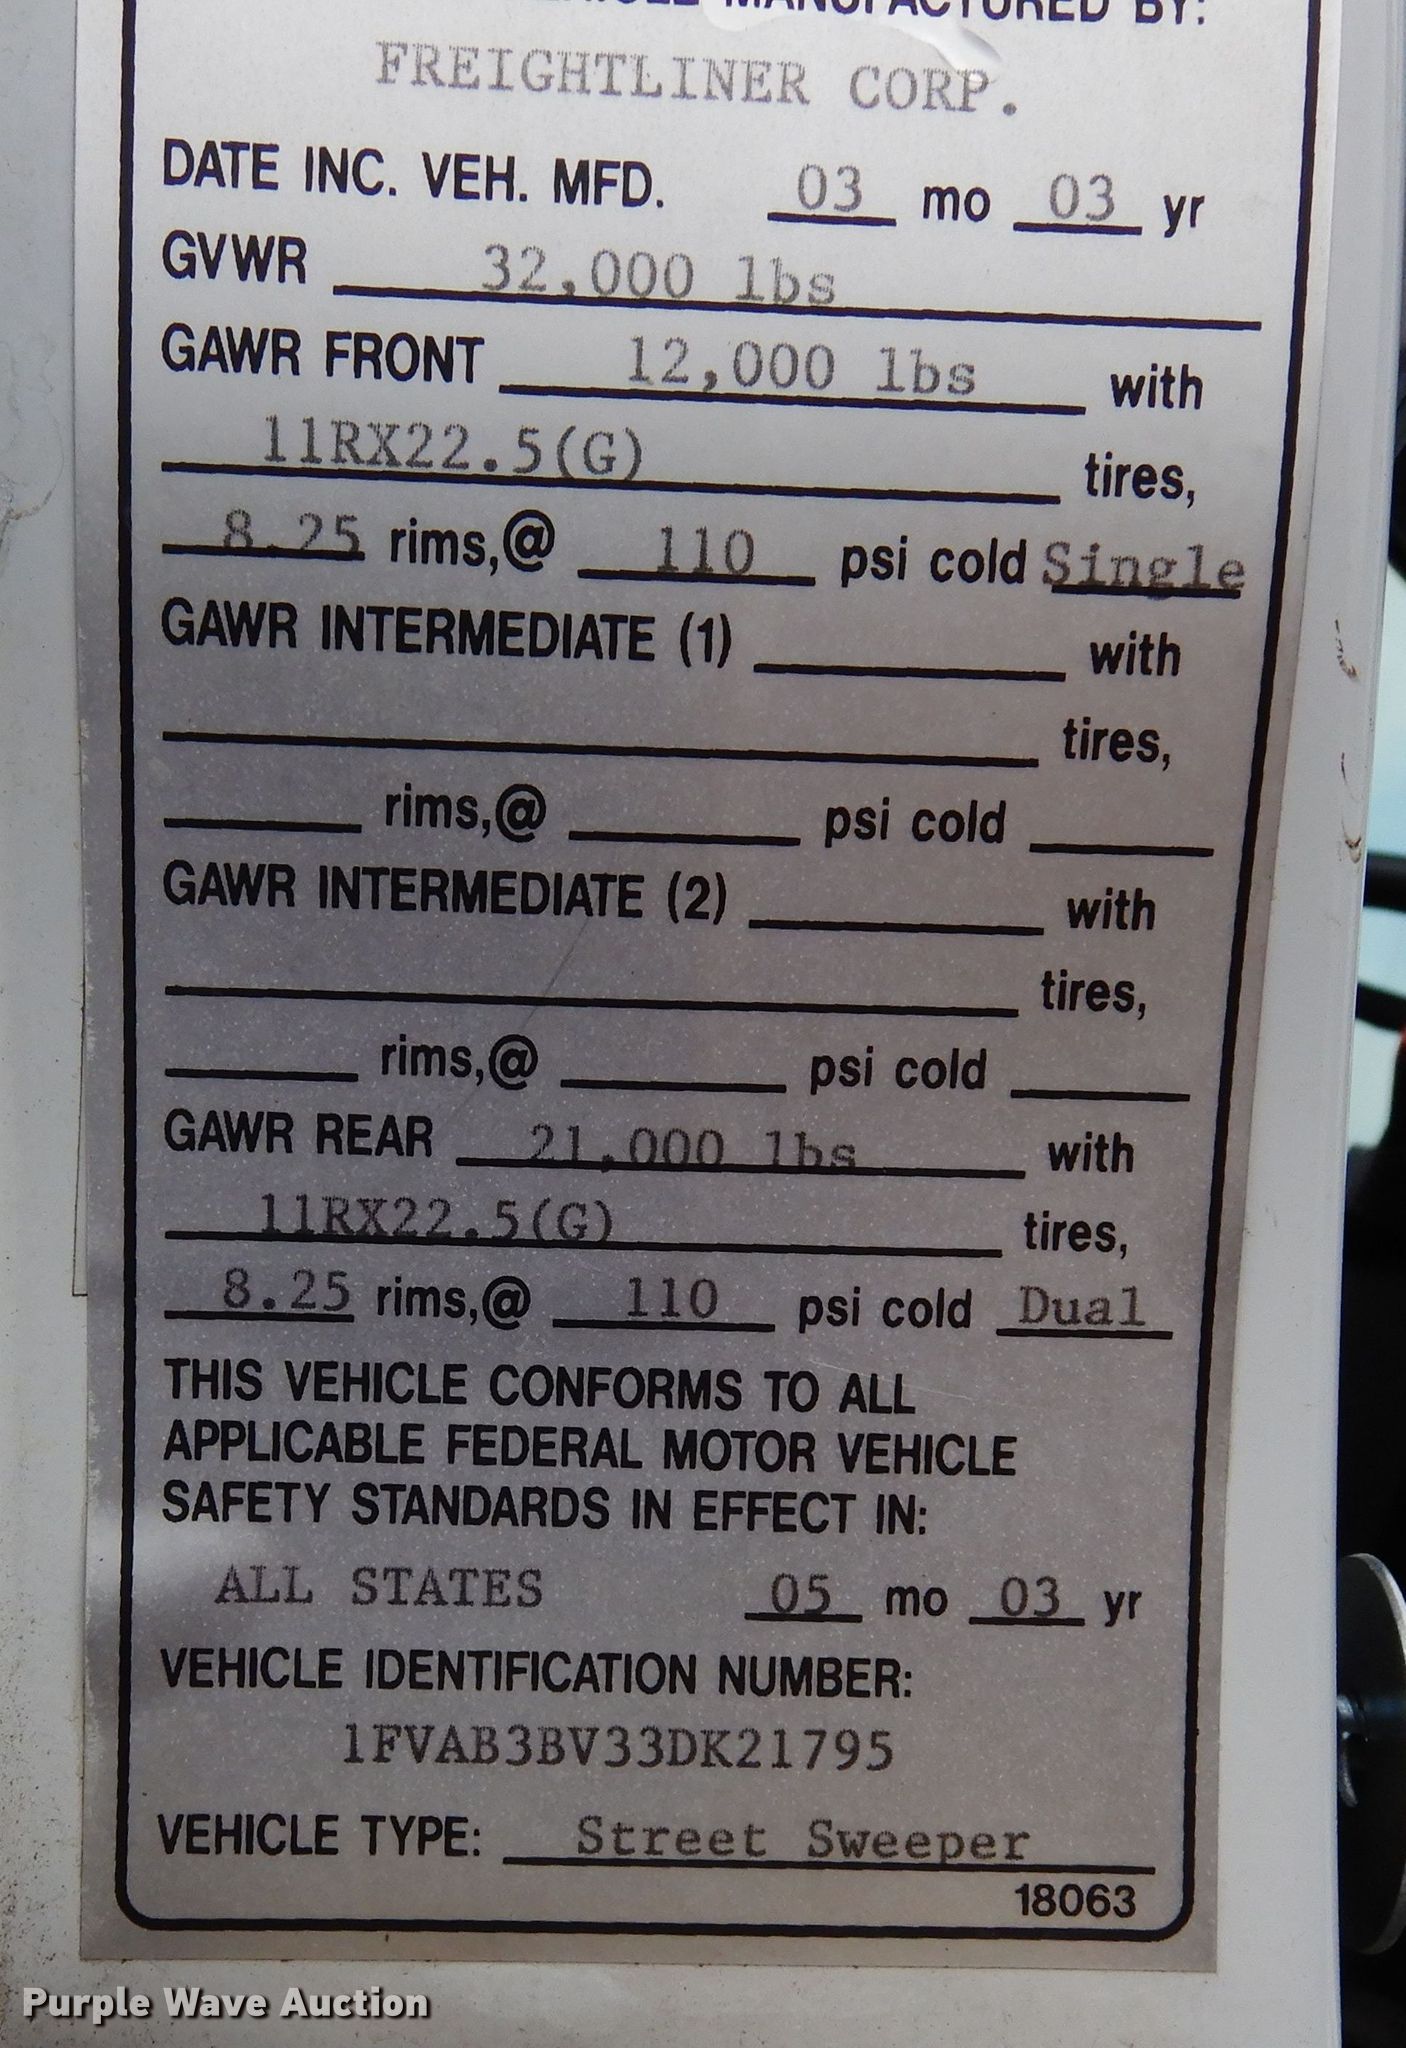 MANUFACTURED BY:
FREIGHTLINER CORP.
DATE INC. VEH. MFD. 03 mo 03 yr
GVWR 32,000 lbs
GAWR FRONT 12,000 lbs with
11RX22.5(G) tires,
8.25 rims,@ 110 psi cold Single
GAWR INTERMEDIATE (1) with
tires,
rims,@ psi cold
GAWR INTERMEDIATE (2) with
tires,
rims,@ psi cold
GAWR REAR 21,000 lbs with
11RX22.5(G) tires,
8.25 rims,@ 110 psi cold Dual
THIS VEHICLE CONFORMS TO ALL
APPLICABLE FEDERAL MOTOR VEHICLE
SAFETY STANDARDS IN EFFECT IN:
ALL STATES 05 mo 03 yr
VEHICLE IDENTIFICATION NUMBER:
1FVAB3BV33DK21795
VEHICLE TYPE: Street Sweeper
18063
Purple Wave Auction